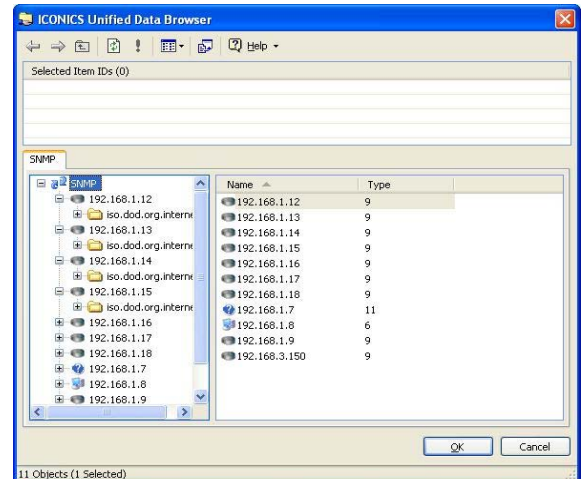 ICONICS Unified Data Browser
Help
Selected Item IDs (0)
SNMP
SNMP
192.168.1.12
iso.dod.org.interne
192.168.1.13
iso.dod.org.interne
192.168.1.14
iso.dod.org.interne
192.168.1.15
iso.dod.org.interne
192.168.1.16
192.168.1.17
192.168.1.18
192.168.1.7
192.168.1.8
192.168.1.9
Name Type
192.168.1.12 9
192.168.1.13 9
192.168.1.14 9
192.168.1.15 9
192.168.1.16 9
192.168.1.17 9
192.168.1.18 9
192.168.1.7 11
192.168.1.8 6
192.168.1.9 9
192.168.3.150 9
OK Cancel
11 Objects (1 Selected)